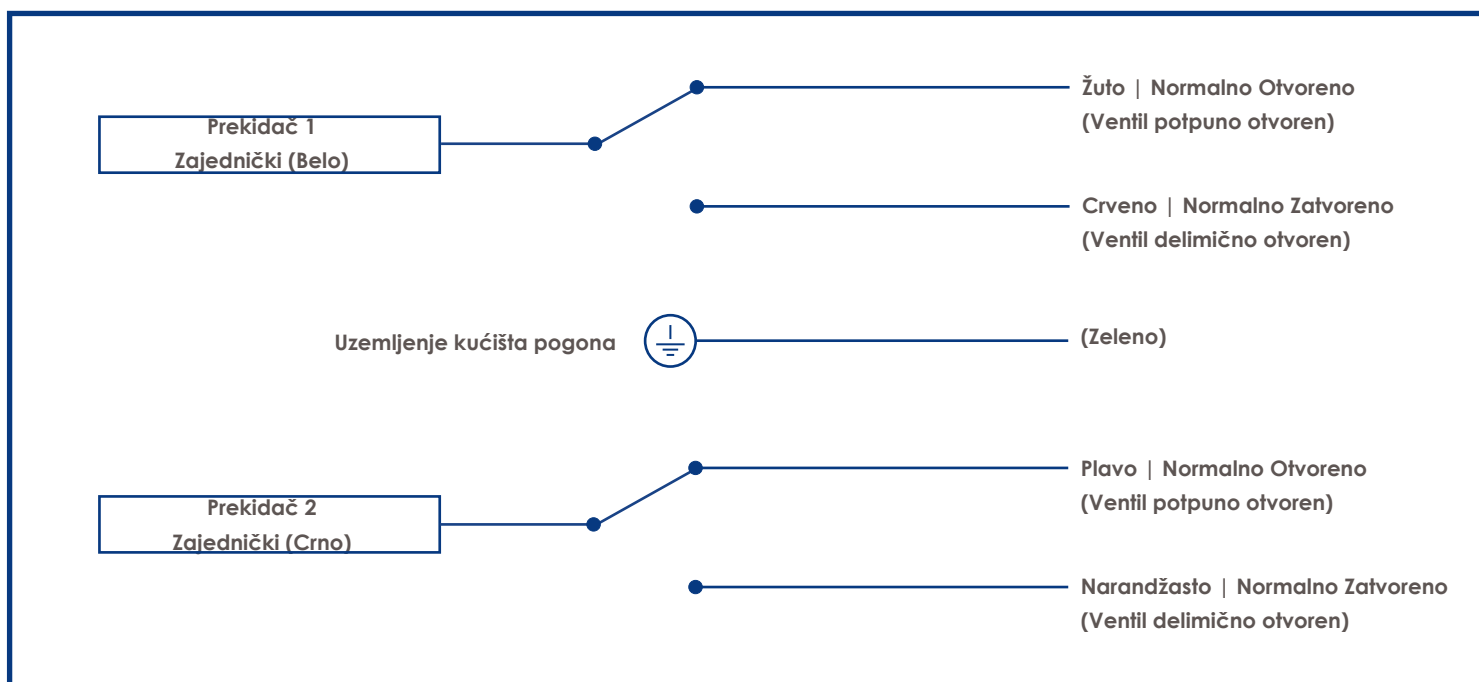 Žuto | Normalno Otvoreno
(Ventil potpuno otvoren)
Prekidač 1
Zajednički (Belo)
Crveno | Normalno Zatvoreno
(Ventil delimično otvoren)
Uzemljenje kućišta pogona
(Zeleno)
Plavo | Normalno Otvoreno
(Ventil potpuno otvoren)
Prekidač 2
Zajednički (Crno)
Narandžasto | Normalno Zatvoreno
(Ventil delimično otvoren)